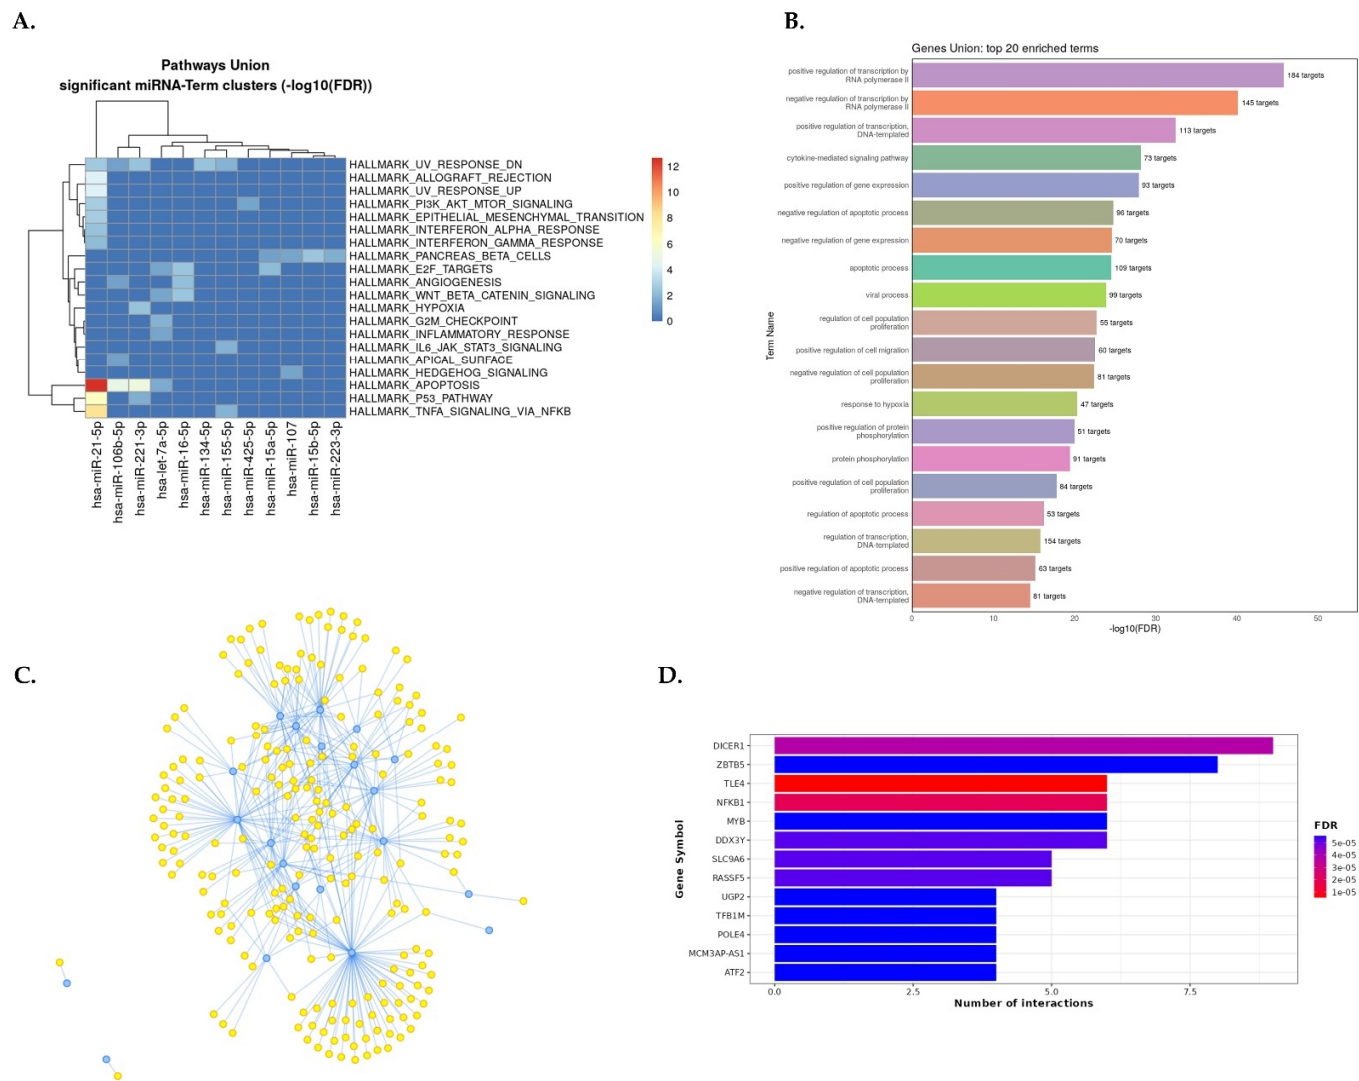 A.
Pathways Union
significant miRNA-Term clusters (-log10(FDR))
HALLMARK_UV_RESPONSE_DN
HALLMARK_ALLOGRAFT_REJECTION
HALLMARK_UV_RESPONSE_UP
HALLMARK_PI3K_AKT_MTOR_SIGNALING
HALLMARK_EPITHELIAL_MESENCHYMAL_TRANSITION
HALLMARK_INTERFERON_ALPHA_RESPONSE
HALLMARK_INTERFERON_GAMMA_RESPONSE
HALLMARK_PANCREAS_BETA_CELLS
HALLMARK_E2F_TARGETS
HALLMARK_ANGIOGENESIS
HALLMARK_WNT_BETA_CATENIN_SIGNALING
HALLMARK_HYPOXIA
HALLMARK_G2M_CHECKPOINT
HALLMARK_INFLAMMATORY_RESPONSE
HALLMARK_IL6_JAK_STAT3_SIGNALING
HALLMARK_APICAL_SURFACE
HALLMARK_HEDGEHOG_SIGNALING
HALLMARK_APOPTOSIS
HALLMARK_P53_PATHWAY
HALLMARK_TNFA_SIGNALING_VIA_NFKB
12
10
8
6
4
2
0
hsa-miR-21-5p
hsa-miR-106b-5p
hsa-miR-221-3p
hsa-let-7a-5p
hsa-miR-16-5p
hsa-miR-134-5p
hsa-miR-155-5p
hsa-miR-425-5p
hsa-miR-15a-5p
hsa-miR-107
hsa-miR-15b-5p
hsa-miR-223-3p
B.
Genes Union: top 20 enriched terms
Term Name
positive regulation of transcription by
RNA polymerase II
184 targets
negative regulation of transcription by
RNA polymerase II
145 targets
positive regulation of transcription,
DNA-templated
113 targets
cytokine-mediated signaling pathway
73 targets
positive regulation of gene expression
93 targets
negative regulation of apoptotic process
96 targets
negative regulation of gene expression
70 targets
apoptotic process
109 targets
viral process
99 targets
regulation of cell population
proliferation
55 targets
positive regulation of cell migration
60 targets
negative regulation of cell population
proliferation
81 targets
response to hypoxia
47 targets
positive regulation of protein
phosphorylation
51 targets
protein phosphorylation
91 targets
positive regulation of cell population
proliferation
84 targets
regulation of apoptotic process
53 targets
regulation of transcription,
DNA-templated
154 targets
positive regulation of apoptotic process
63 targets
negative regulation of transcription,
DNA-templated
81 targets
0 10 20 30 40 50
-log10(FDR)
C.
D.
Gene Symbol
DICER1
ZBTB5
TLE4
NFKB1
MYB
DDX3Y
SLC9A6
RASSF5
UGP2
TFB1M
POLE4
MCM3AP-AS1
ATF2
0.0 2.5 5.0 7.5
Number of interactions
FDR
5e-05
4e-05
3e-05
2e-05
1e-05